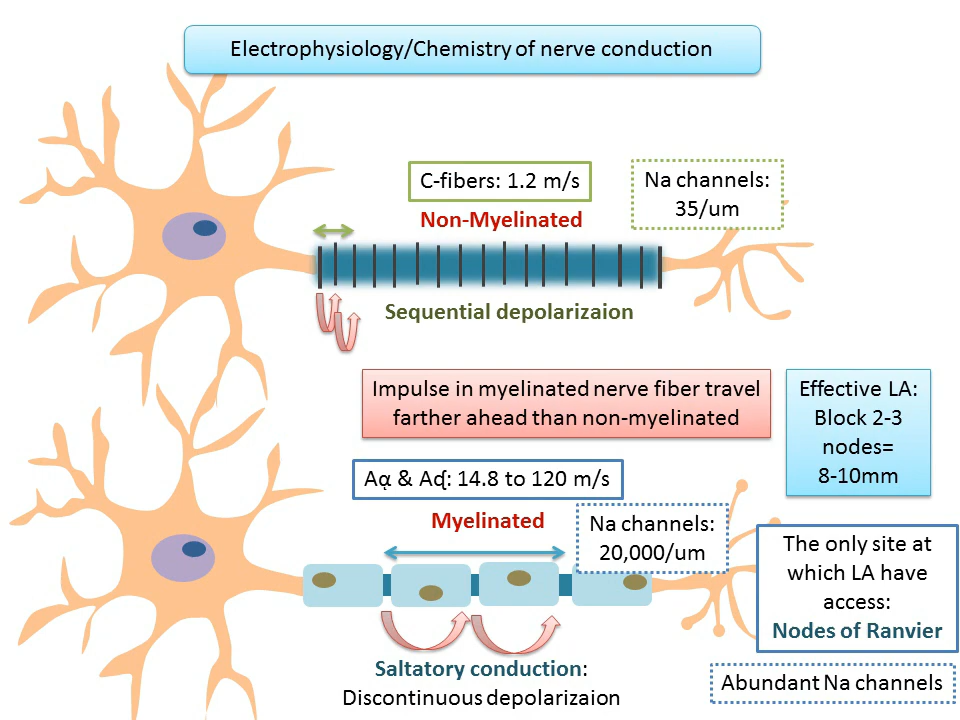 Electrophysiology/Chemistry of nerve conduction
C-fibers: 1.2 m/s
Non-Myelinated
Na channels:
35/um
Sequential depolarizaion
Impulse in myelinated nerve fiber travel
farther ahead than non-myelinated
Effective LA:
Block 2-3
nodes=
8-10mm
&
14.8 to 120 m/s
Myelinated
Na channels:
20,000/um
The only site at
which LA have
access:
Nodes of Ranvier
Saltatory conduction:
Discontinuous depolarizaion
Abundant Na channels